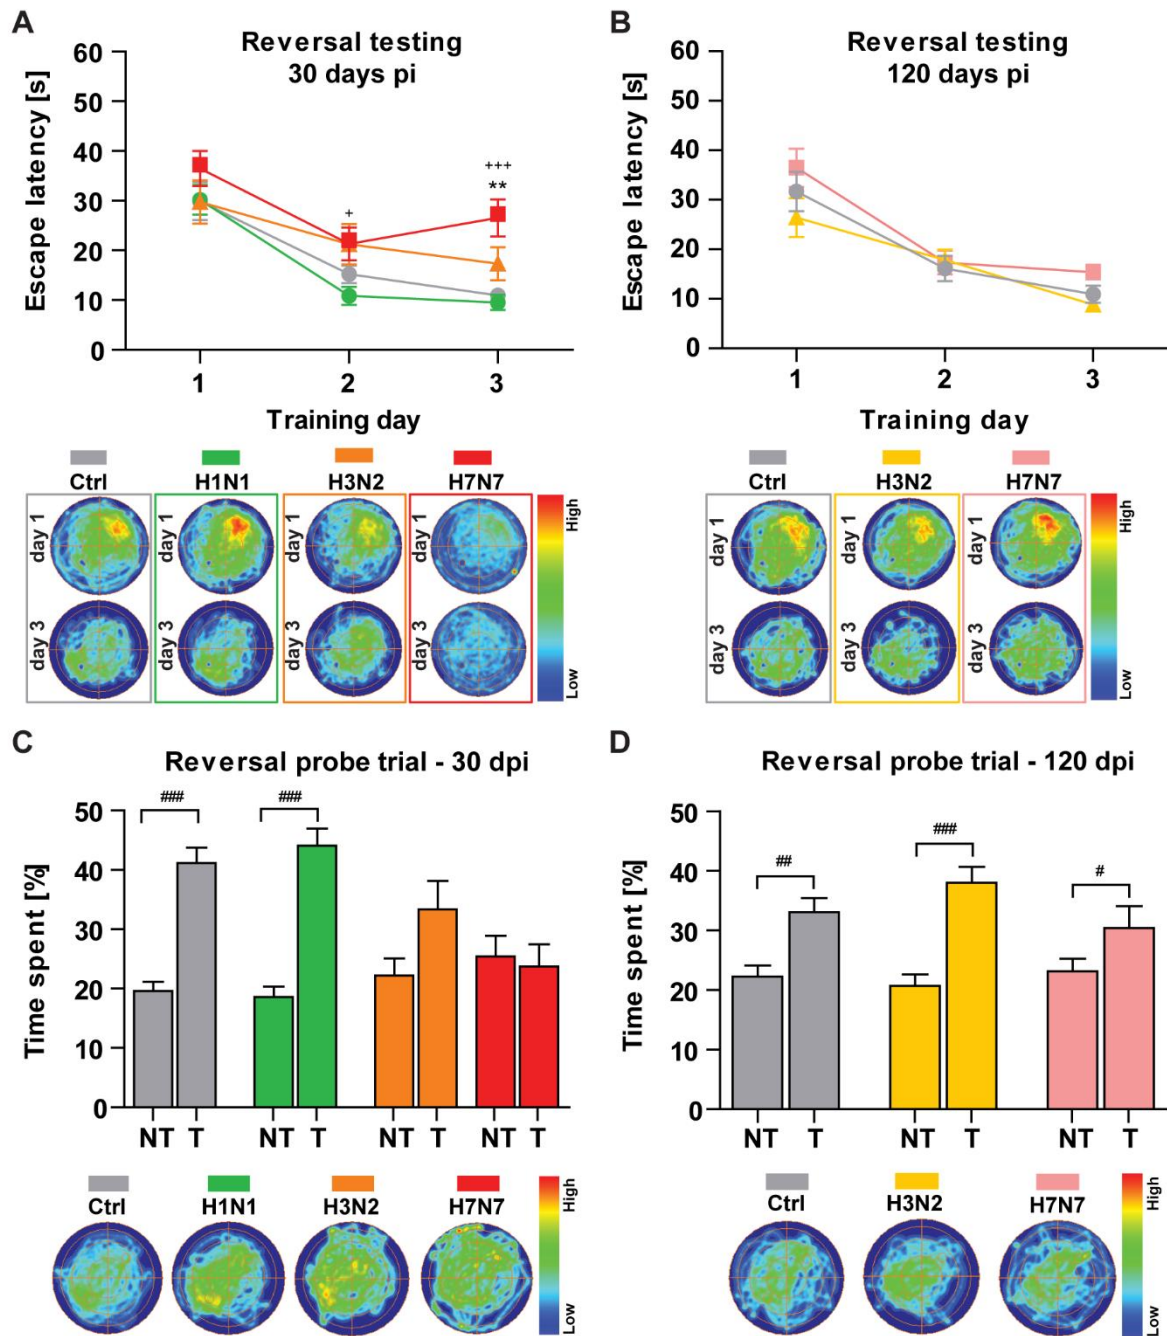 A
Reversal testing
30 days pi
Escape latency [s]
60
50
40
30
20
10
0
+
+++
**
1 2 3
Training day
Ctrl H1N1 H3N2 H7N7
day 1 day 1 day 1 day 1
day 3 day 3 day 3 day 3
High
Low
B
Reversal testing
120 days pi
Escape latency [s]
60
50
40
30
20
10
0
1 2 3
Training day
Ctrl H3N2 H7N7
day 1 day 1 day 1
day 3 day 3 day 3
High
Low
C
Reversal probe trial - 30 dpi
Time spent [%]
50
40
30
20
10
0
### ###
NT T NT T NT T NT T
Ctrl H1N1 H3N2 H7N7
High
Low
D
Reversal probe trial - 120 dpi
Time spent [%]
50
40
30
20
10
0
## ### #
NT T NT T NT T
Ctrl H3N2 H7N7
High
Low